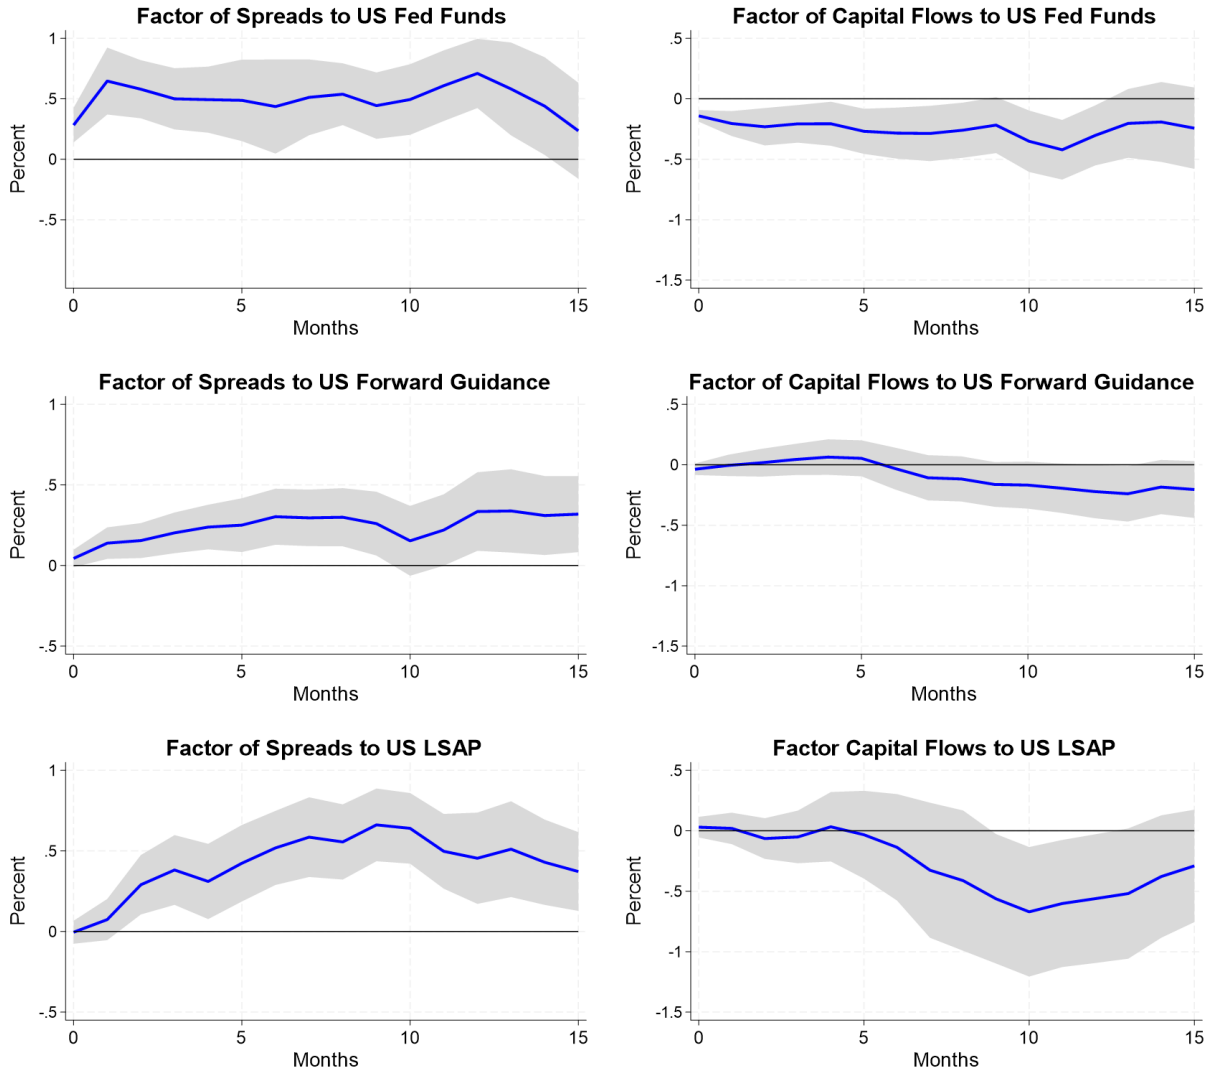 Factor of Spreads to US Fed Funds
1
.5
0
-.5
Percent
0 5 10 15
Months
Factor of Capital Flows to US Fed Funds
.5
0
-.5
-1
-1.5
Percent
0 5 10 15
Months
Factor of Spreads to US Forward Guidance
1
.5
0
-.5
Percent
0 5 10 15
Months
Factor of Capital Flows to US Forward Guidance
.5
0
-.5
-1
-1.5
Percent
0 5 10 15
Months
Factor of Spreads to US LSAP
1
.5
0
-.5
Percent
0 5 10 15
Months
Factor Capital Flows to US LSAP
.5
0
-.5
-1
-1.5
Percent
0 5 10 15
Months